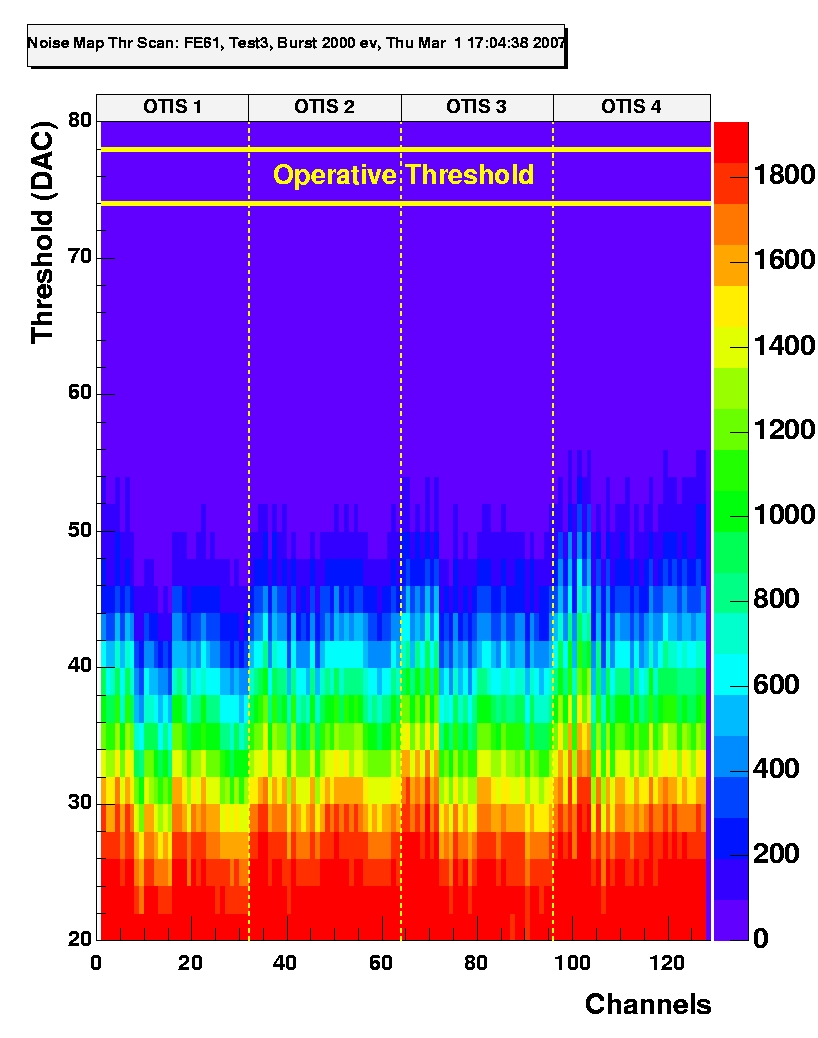 Noise Map Thr Scan: FE61, Test3, Burst 2000 ev, Thu Mar 1 17:04:38 2007
OTIS 1 OTIS 2 OTIS 3 OTIS 4
Operative Threshold
Threshold (DAC)
80
70
60
50
40
30
20
0 20 40 60 80 100 120
Channels
1800
1600
1400
1200
1000
800
600
400
200
0